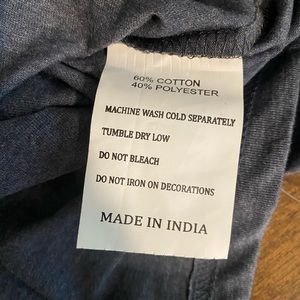 60% COTTON
40% POLYESTER
MACHINE WASH COLD SEPARATELY
TUMBLE DRY LOW
DO NOT BLEACH
DO NOT IRON ON DECORATIONS
MADE IN INDIA